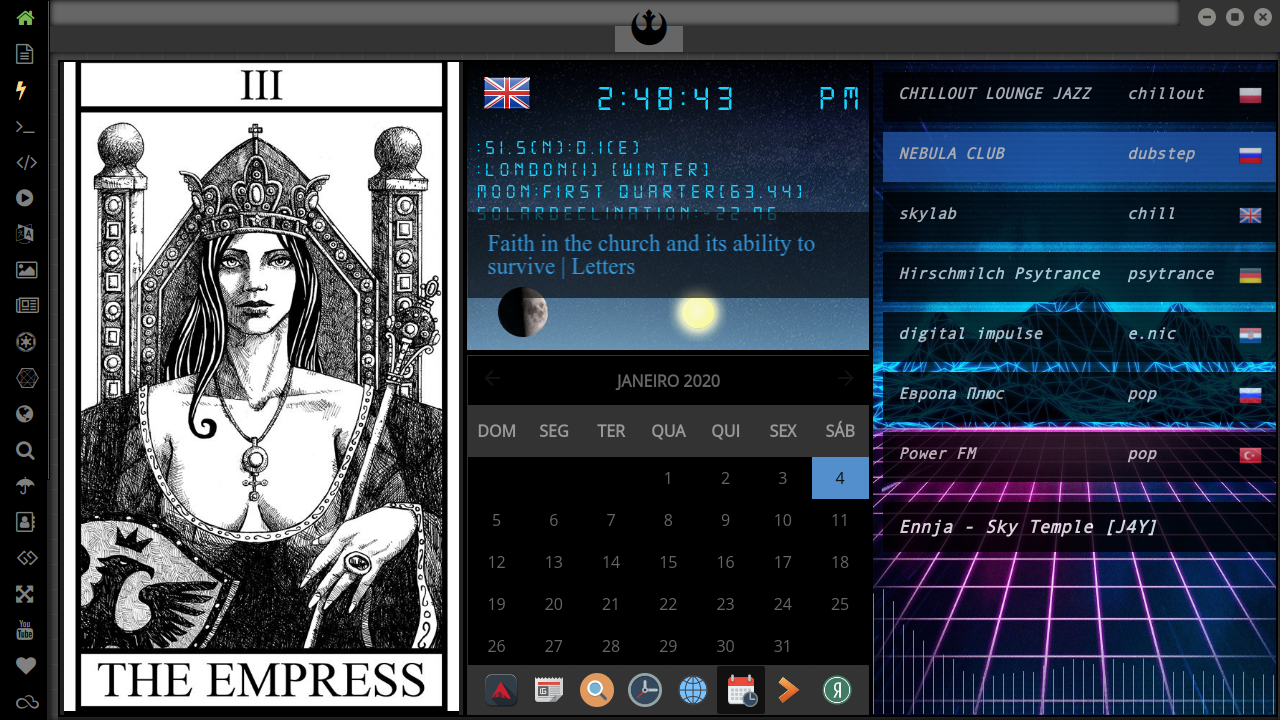 III
THE EMPRESS
2:48:43 PM
:51.5(N):0.1(E)
:LONDON(1) (WINTER)
MOON:FIRST QUARTER(63.44)
SOLARDECLINATION:-22.76
Faith in the church and its ability to
survive | Letters
JANEIRO 2020
DOM SEG TER QUA QUI SEX SÁB
1 2 3 4
5 6 7 8 9 10 11
12 13 14 15 16 17 18
19 20 21 22 23 24 25
26 27 28 29 30 31
CHILLOUT LOUNGE JAZZ chillout
NEBULA CLUB dubstep
skylab chill
Hirschmilch Psytrance psytrance
digital impulse e.nic
Европа Плюс pop
Power FM pop
Ennja - Sky Temple [J4Y]
You
Tube
Я